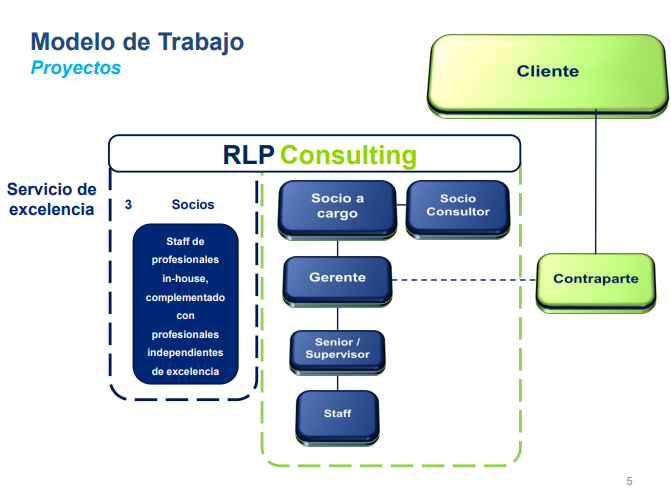 Modelo de Trabajo
Proyectos
Cliente
RLP Consulting
Servicio de
excelencia
3 Socios
Staff de
profesionales
in-house,
complementado
con
profesionales
independientes
de excelencia
Socio a
cargo
Socio
Consultor
Gerente
Contraparte
Senior /
Supervisor
Staff
5